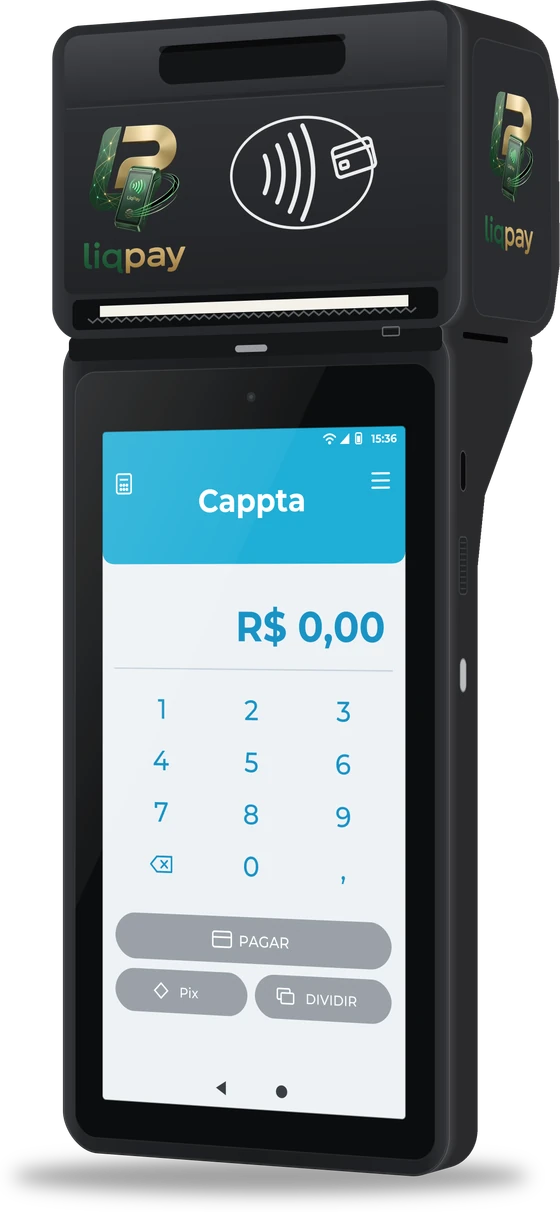 liqpay
liqpay
15:36
Cappta
R$ 0,00
1 2 3
4 5 6
7 8 9
0 ,
PAGAR
Pix DIVIDIR